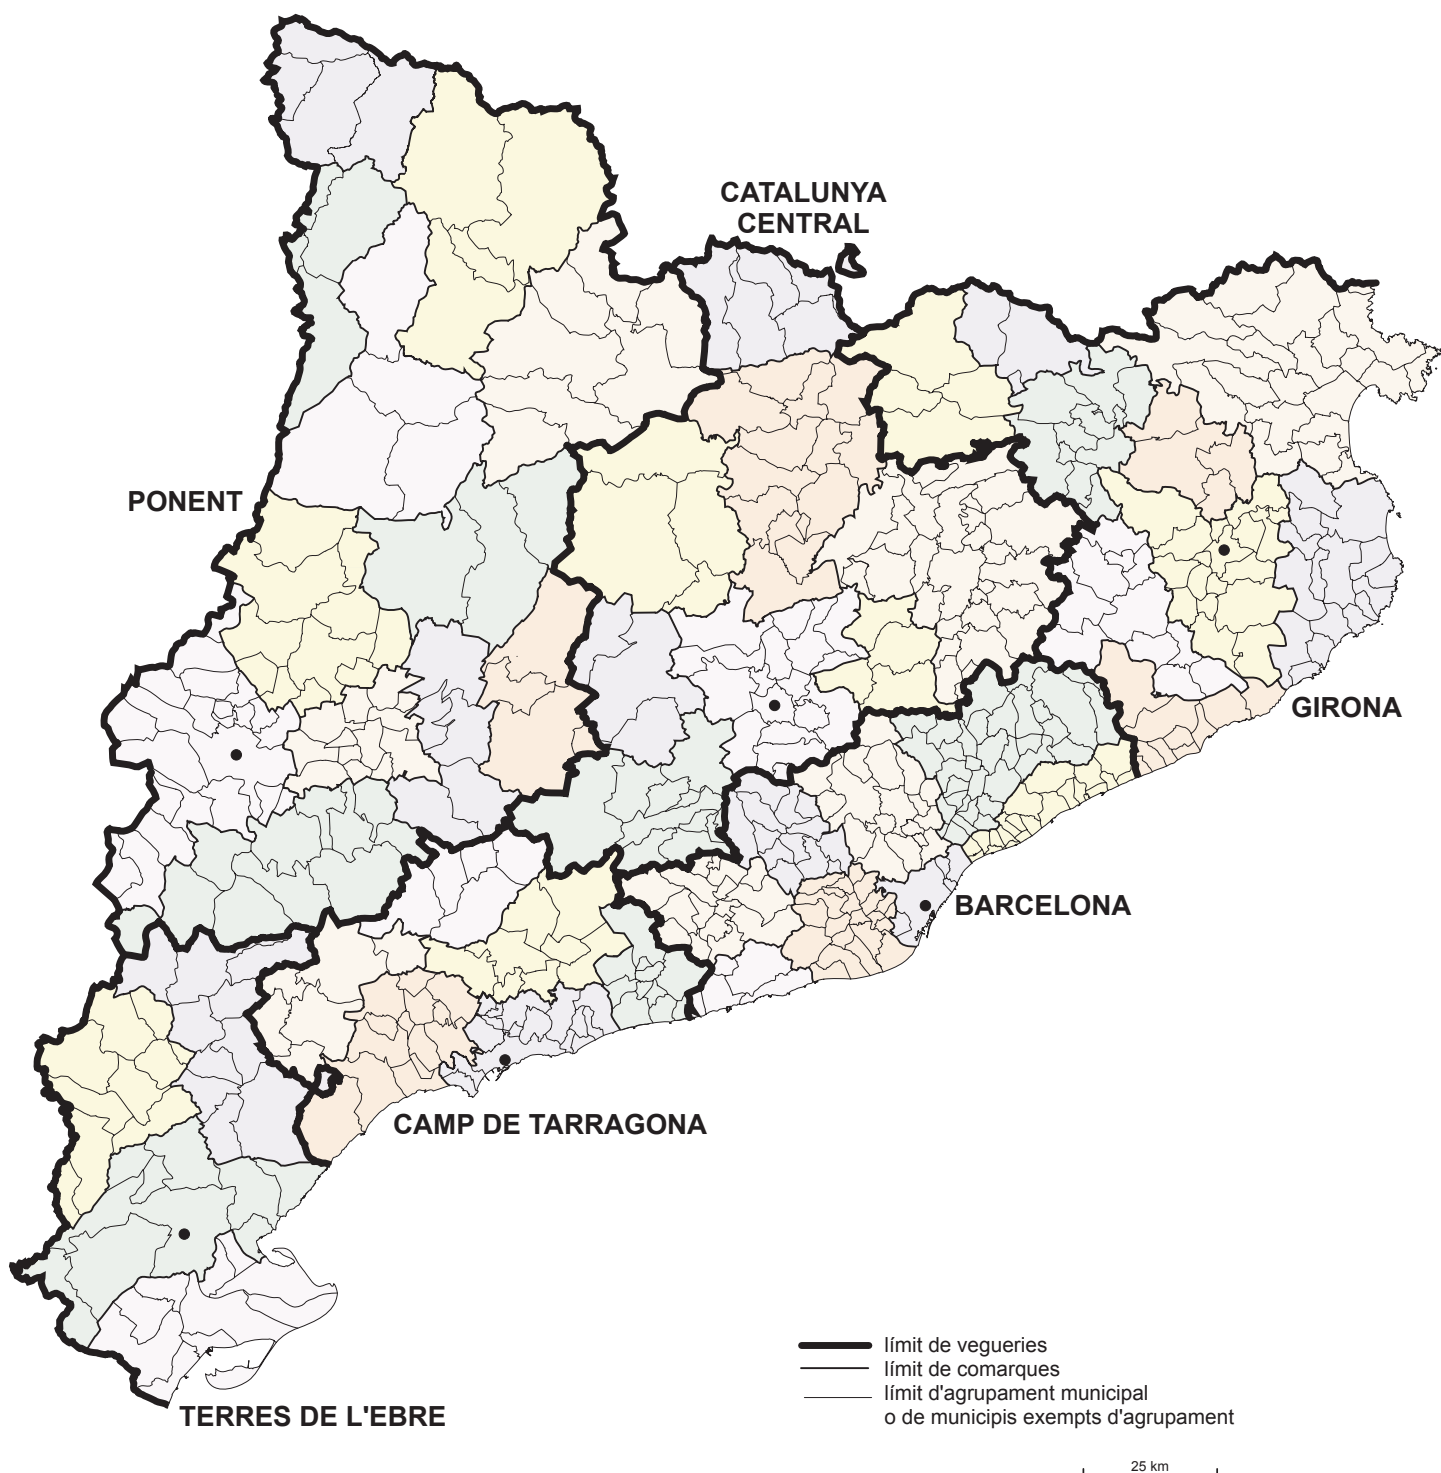 CATALUNYA
CENTRAL
PONENT
GIRONA
BARCELONA
CAMP DE TARRAGONA
límit de vegueries
límit de comarques
límit d'agrupament municipal
o de municipis exempts d'agrupament
TERRES DE L'EBRE
25 km